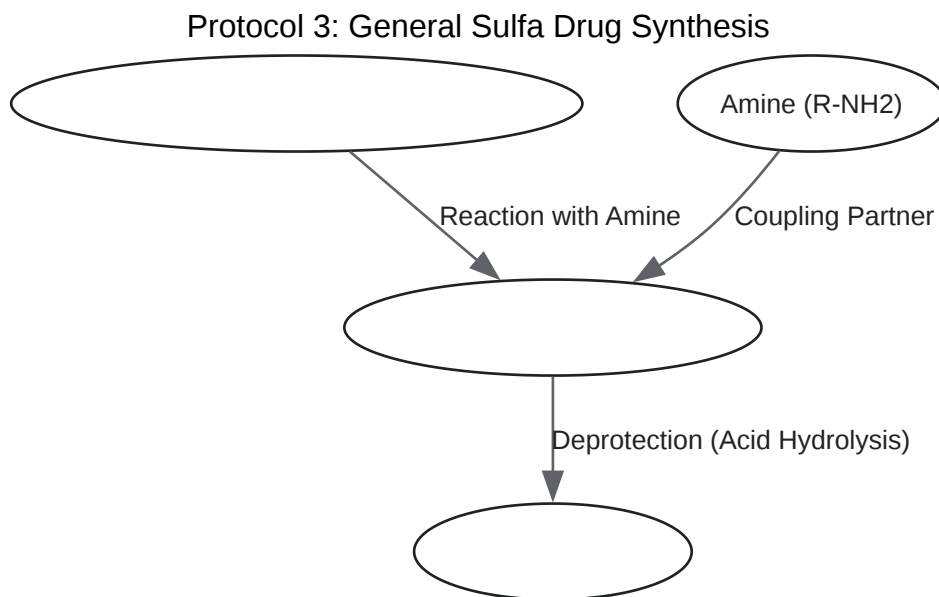 Protocol 3: General Sulfa Drug Synthesis
Amine (R-NH2)
Reaction with Amine
Coupling Partner
Deprotection (Acid Hydrolysis)